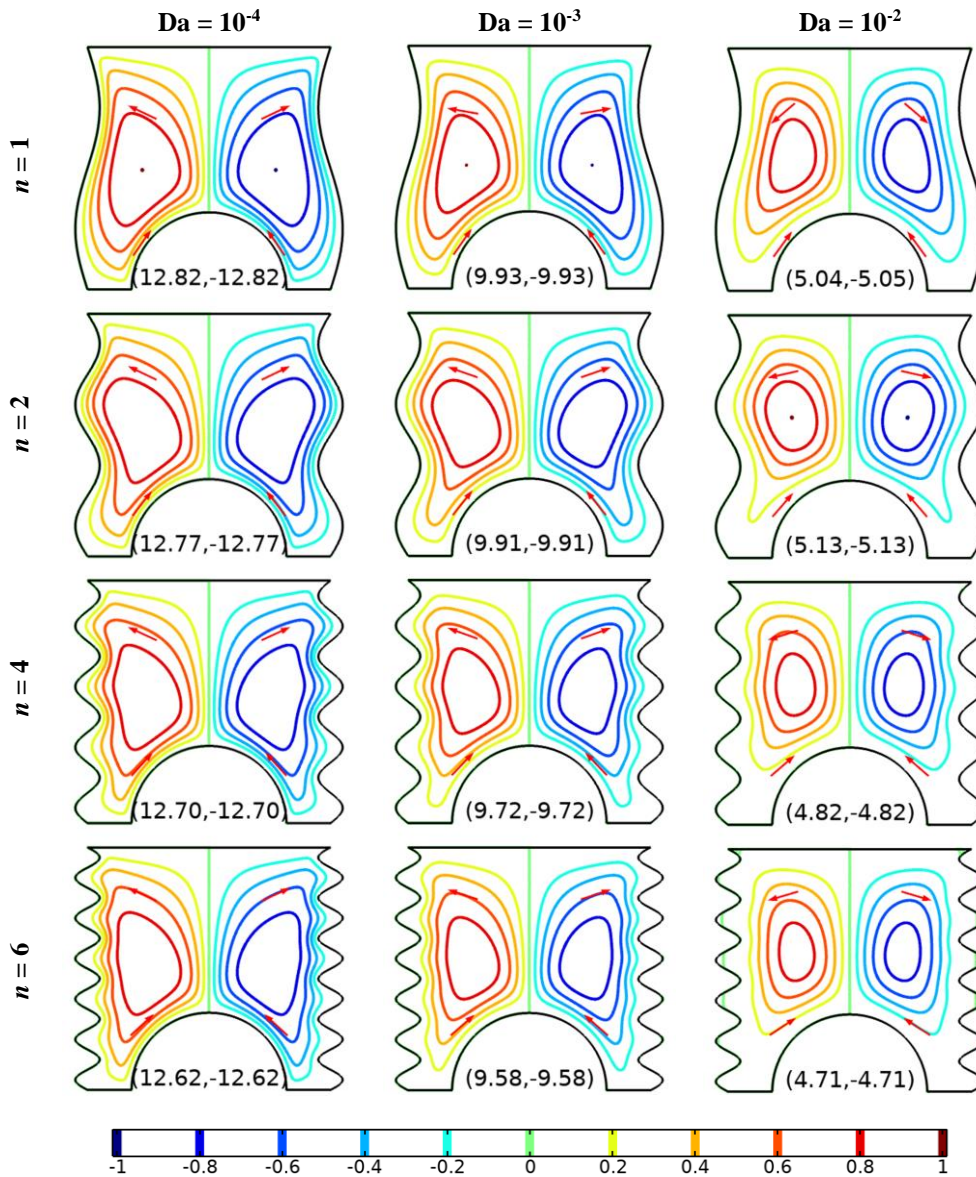 Da = 10⁻⁴ Da = 10⁻³ Da = 10⁻²
n = 1
(12.82,-12.82) (9.93,-9.93) (5.04,-5.05)
n = 2
(12.77,-12.77) (9.91,-9.91) (5.13,-5.13)
n = 4
(12.70,-12.70) (9.72,-9.72) (4.82,-4.82)
n = 6
(12.62,-12.62) (9.58,-9.58) (4.71,-4.71)
-1 -0.8 -0.6 -0.4 -0.2 0 0.2 0.4 0.6 0.8 1